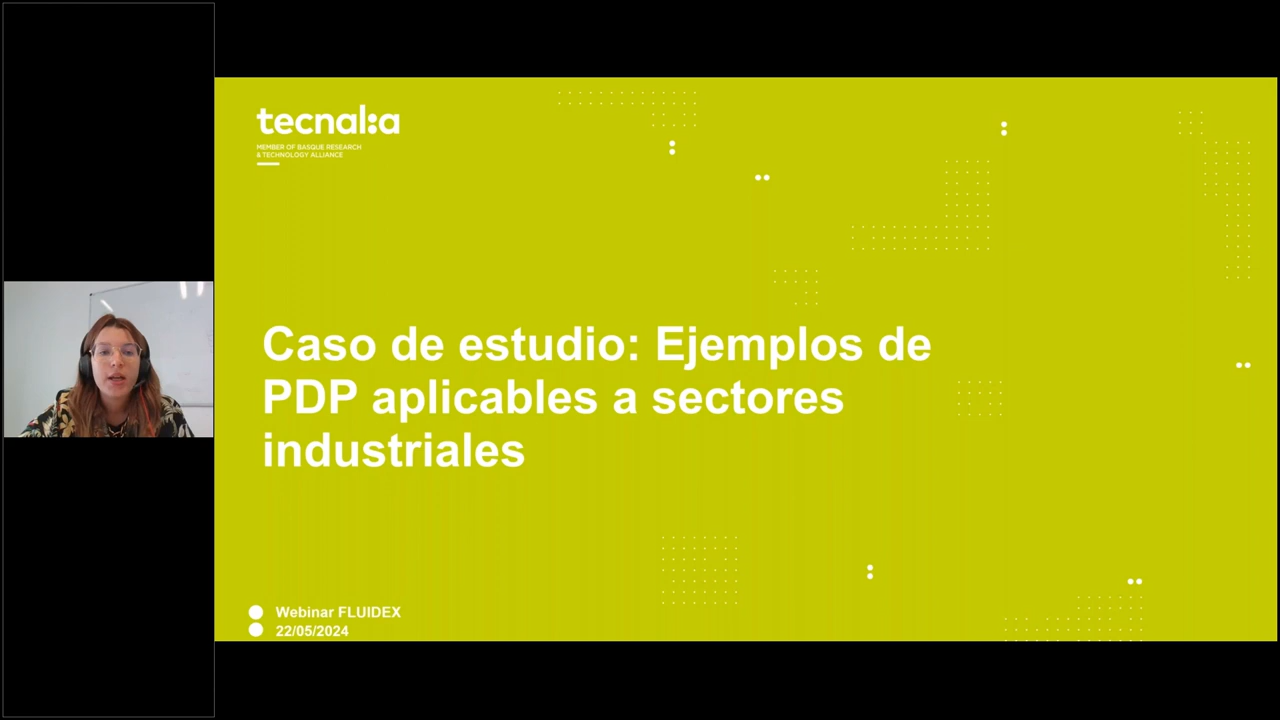 tecnal:a
MEMBER OF BASQUE RESEARCH
& TECHNOLOGY ALLIANCE
Caso de estudio: Ejemplos de
PDP aplicables a sectores
industriales
Webinar FLUIDEX
22/05/2024